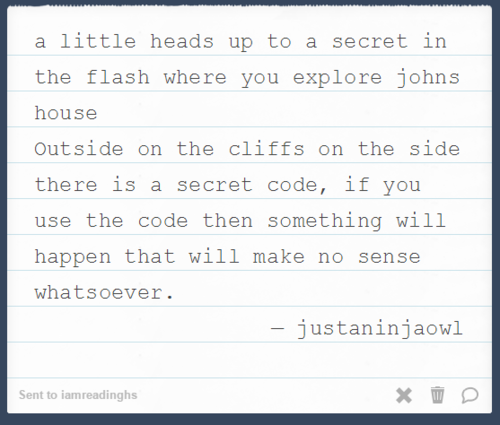 a little heads up to a secret in
the flash where you explore johns
house
Outside on the cliffs on the side
there is a secret code, if you
use the code then something will
happen that will make no sense
whatsoever.
— justaninjaowl
Sent to iamreadinghs